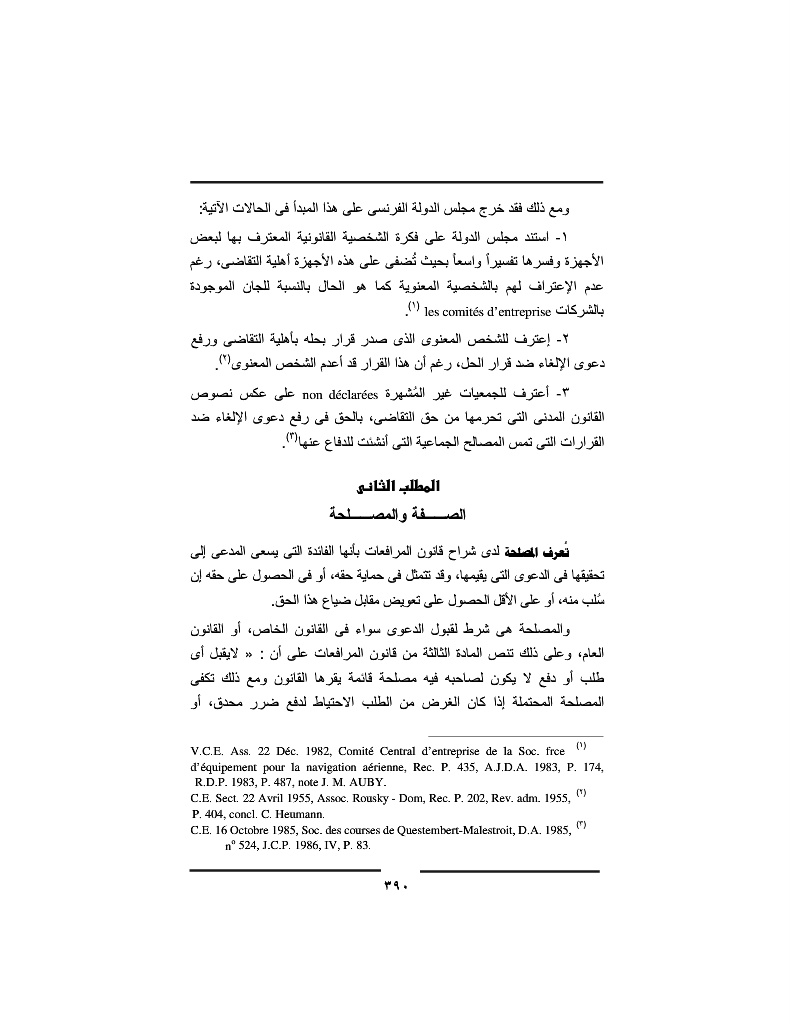 ومع ذلك فقد خرج مجلس الدولة الفرنسى على هذا المبدأ فى الحالات الآتية:
١- استند مجلس الدولة على فكرة الشخصية القانونية المعترف بها لبعض
الأجهزة وفسرها تفسيراً واسعاً بحيث تُضفى على هذه الأجهزة أهلية التقاضى، رغم
عدم الإعتراف لهم بالشخصية المعنوية كما هو الحال بالنسبة للجان الموجودة
بالشركات les comités d’entreprise (١).
٢- إعترف للشخص المعنوى الذى صدر قرار بحله بأهلية التقاضى ورفع
دعوى الإلغاء ضد قرار الحل، رغم أن هذا القرار قد أعدم الشخص المعنوى(٢).
٣- أعترف للجمعيات غير المُشهرة non déclarées على عكس نصوص
القانون المدنى التى تحرمها من حق التقاضى، بالحق فى رفع دعوى الإلغاء ضد
القرارات التى تمس المصالح الجماعية التى أنشئت للدفاع عنها(٣).
المطلب الثانى
الصـــــفة والمصـــــلحة
تُعرف المصلحة لدى شراح قانون المرافعات بأنها الفائدة التى يسعى المدعى إلى
تحقيقها فى الدعوى التى يقيمها، وقد تتمثل فى حماية حقه، أو فى الحصول على حقه إن
سُلب منه، أو على الأقل الحصول على تعويض مقابل ضياع هذا الحق.
والمصلحة هى شرط لقبول الدعوى سواء فى القانون الخاص، أو القانون
العام، وعلى ذلك تنص المادة الثالثة من قانون المرافعات على أن : « لايقبل أى
طلب أو دفع لا يكون لصاحبه فيه مصلحة قائمة يقرها القانون ومع ذلك تكفى
المصلحة المحتملة إذا كان الغرض من الطلب الاحتياط لدفع ضرر محدق، أو
(١) V.C.E. Ass. 22 Déc. 1982, Comité Central d’entreprise de la Soc. frce
d’équipement pour la navigation aérienne, Rec. P. 435, A.J.D.A. 1983, P. 174,
R.D.P. 1983, P. 487, note J. M. AUBY.
(٢) C.E. Sect. 22 Avril 1955, Assoc. Rousky - Dom, Rec. P. 202, Rev. adm. 1955,
P. 404, concl. C. Heumann.
(٣) C.E. 16 Octobre 1985, Soc. des courses de Questembert-Malestroit, D.A. 1985,
nº 524, J.C.P. 1986, IV, P. 83.
٣٩٠